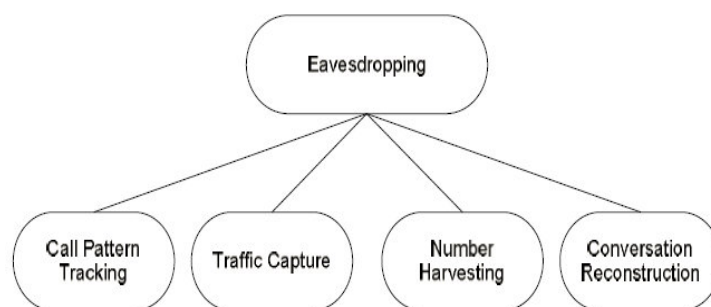 Eavesdropping
Call Pattern
Tracking
Traffic Capture
Number
Harvesting
Conversation
Reconstruction